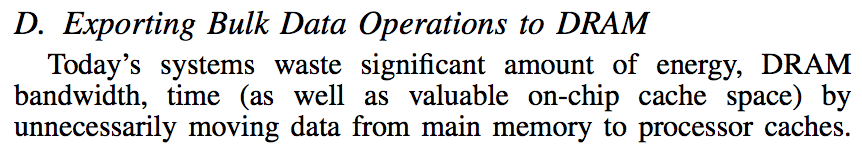 D. Exporting Bulk Data Operations to DRAM
Today’s systems waste significant amount of energy, DRAM
bandwidth, time (as well as valuable on-chip cache space) by
unnecessarily moving data from main memory to processor caches.